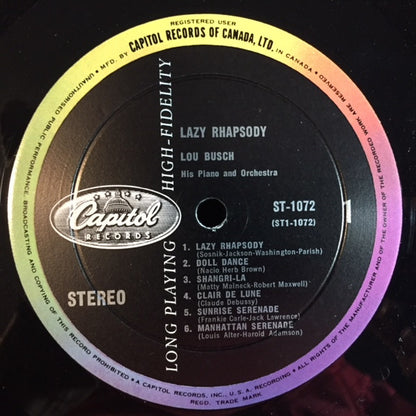 REGISTERED USER
• MFD. BY CAPITOL RECORDS OF CANADA, LTD. IN CANADA •
UNAUTHORISED PUBLIC PERFORMANCE, BROADCASTING AND COPYING OF THIS RECORD PROHIBITED
ALL RIGHTS OF THE MANUFACTURER AND OF THE OWNER OF THE RECORDED WORK ARE RESERVED
• A CAPITOL RECORDS, INC., U.S.A. RECORDING •
REGD. TRADE MARK
LONG PLAYING HIGH-FIDELITY
LAZY RHAPSODY
LOU BUSCH
His Piano and Orchestra
ST-1072
(ST1-1072)
1
Capitol
RECORDS
STEREO
1. LAZY RHAPSODY
(Sosnik-Jackson-Washington-Parish)
2. DOLL DANCE
(Nacio Herb Brown)
3. SHANGRI-LA
(Matty Malneck-Robert Maxwell)
4. CLAIR DE LUNE
(Claude Debussy)
5. SUNRISE SERENADE
(Frankie Carle-Jack Lawrence)
6. MANHATTAN SERENADE
(Louis Alter-Harold Adamson)